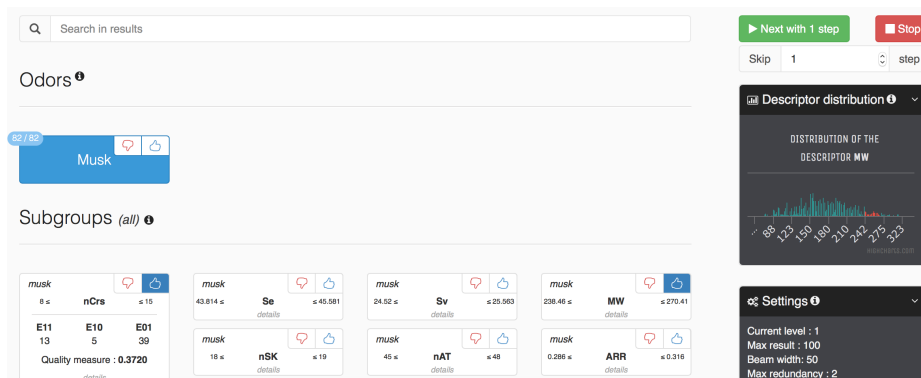 Search in results
Next with 1 step
Stop
Skip 1 step
Odors
82 / 82
Musk
Descriptor distribution
DISTRIBUTION OF THE
DESCRIPTOR MW
... 88 123 150 180 210 242 275 323
HIGHCHARTS.COM
Subgroups (all)
musk
8 ≤ nCrs ≤ 15
E11 E10 E01
13 5 39
Quality measure : 0.3720
details
musk
43.814 ≤ Se ≤ 45.581
details
musk
24.52 ≤ Sv ≤ 25.563
details
musk
238.46 ≤ MW ≤ 270.41
details
musk
18 ≤ nSK ≤ 19
details
musk
45 ≤ nAT ≤ 48
details
musk
0.286 ≤ ARR ≤ 0.316
details
Settings
Current level : 1
Max result : 100
Beam width: 50
Max redundancy : 2